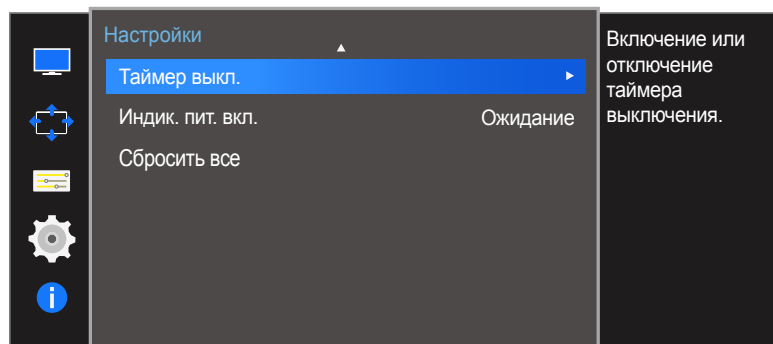 Настройки
Таймер выкл.
Индик. пит. вкл. Ожидание
Сбросить все
Включение или
отключение
таймера
выключения.